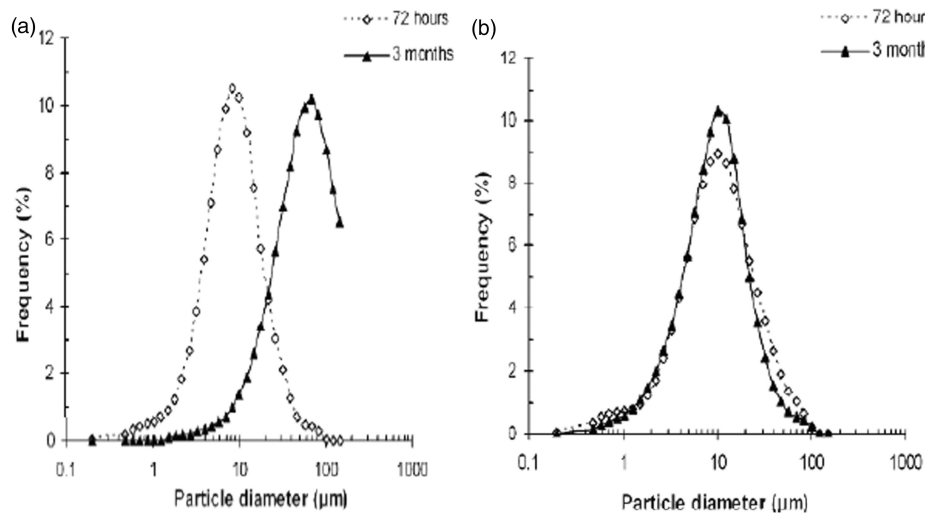 (a)
72 hours
3 months
12
10
8
6
4
2
0
0.1 1 10 100 1000
Frequency (%)
Particle diameter (µm)
(b)
72 hour
3 month
12
10
8
6
4
2
0
0.1 1 10 100 1000
Frequency (%)
Particle diameter (µm)